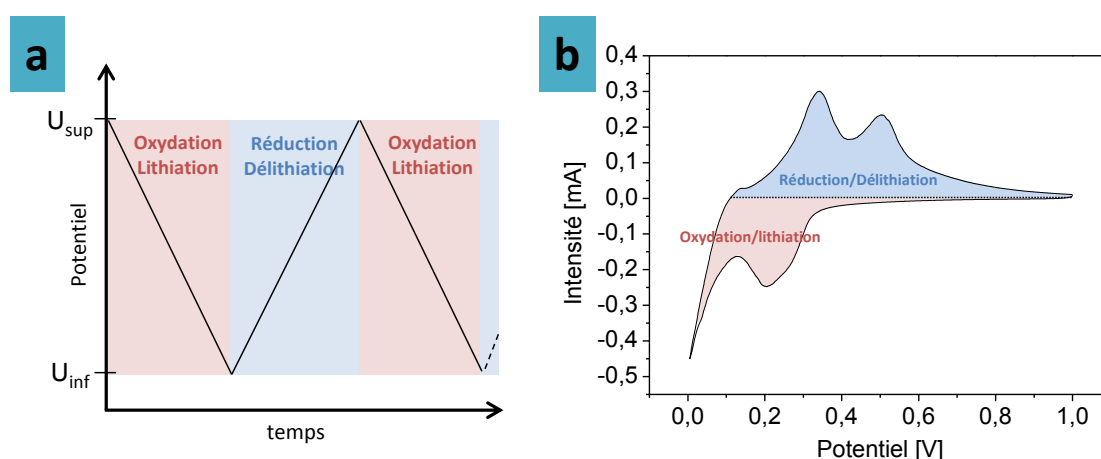 a
U_sup
Oxydation
Lithiation
Réduction
Délithiation
Oxydation
Lithiation
Potentiel
U_inf
temps
b
0,4
0,3
0,2
0,1
0,0
-0,1
-0,2
-0,3
-0,4
-0,5
Intensité [mA]
Réduction/Délithiation
Oxydation/lithiation
0,0 0,2 0,4 0,6 0,8 1,0
Potentiel [V]